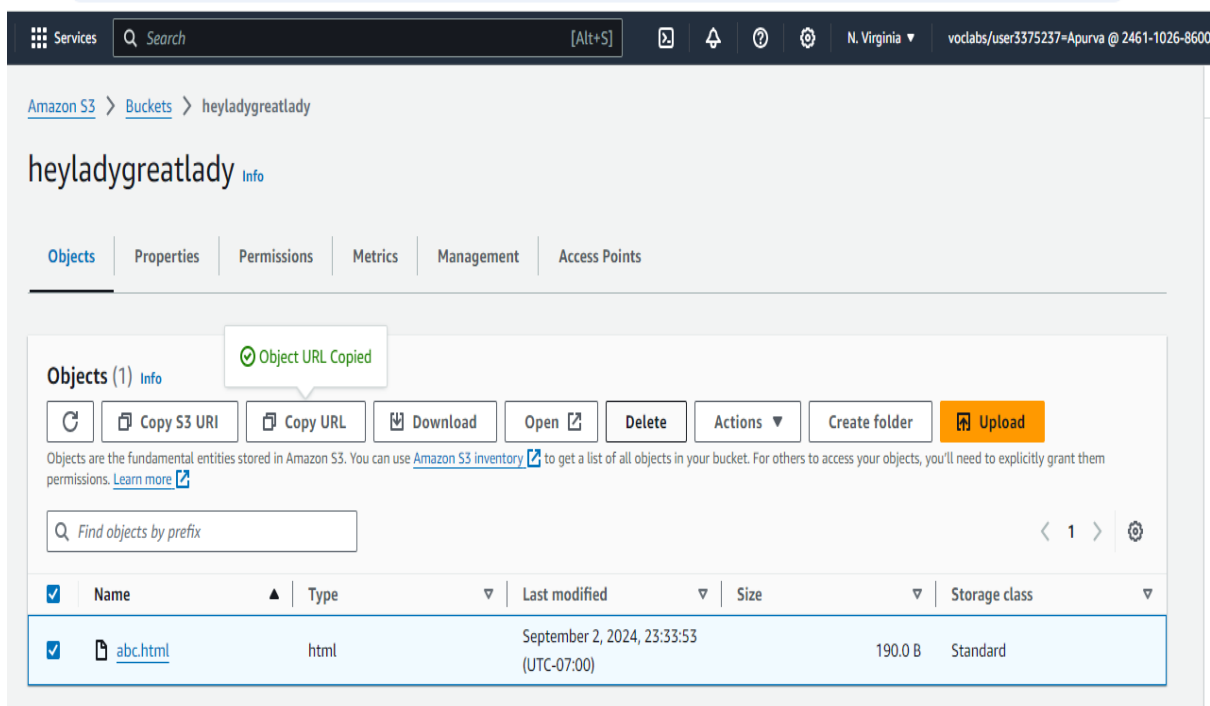 Services Search [Alt+S] N. Virginia ▼ voclabs/user3375237=Apurva @ 2461-1026-8600
Amazon S3 > Buckets > heyladygreatlady
heyladygreatlady Info
Objects Properties Permissions Metrics Management Access Points
Object URL Copied
Objects (1) Info
Copy S3 URI Copy URL Download Open Delete Actions ▼ Create folder Upload
Objects are the fundamental entities stored in Amazon S3. You can use Amazon S3 inventory to get a list of all objects in your bucket. For others to access your objects, you'll need to explicitly grant them
permissions. Learn more
Find objects by prefix
1
Name Type Last modified Size Storage class
abc.html html September 2, 2024, 23:33:53 190.0 B Standard
(UTC-07:00)